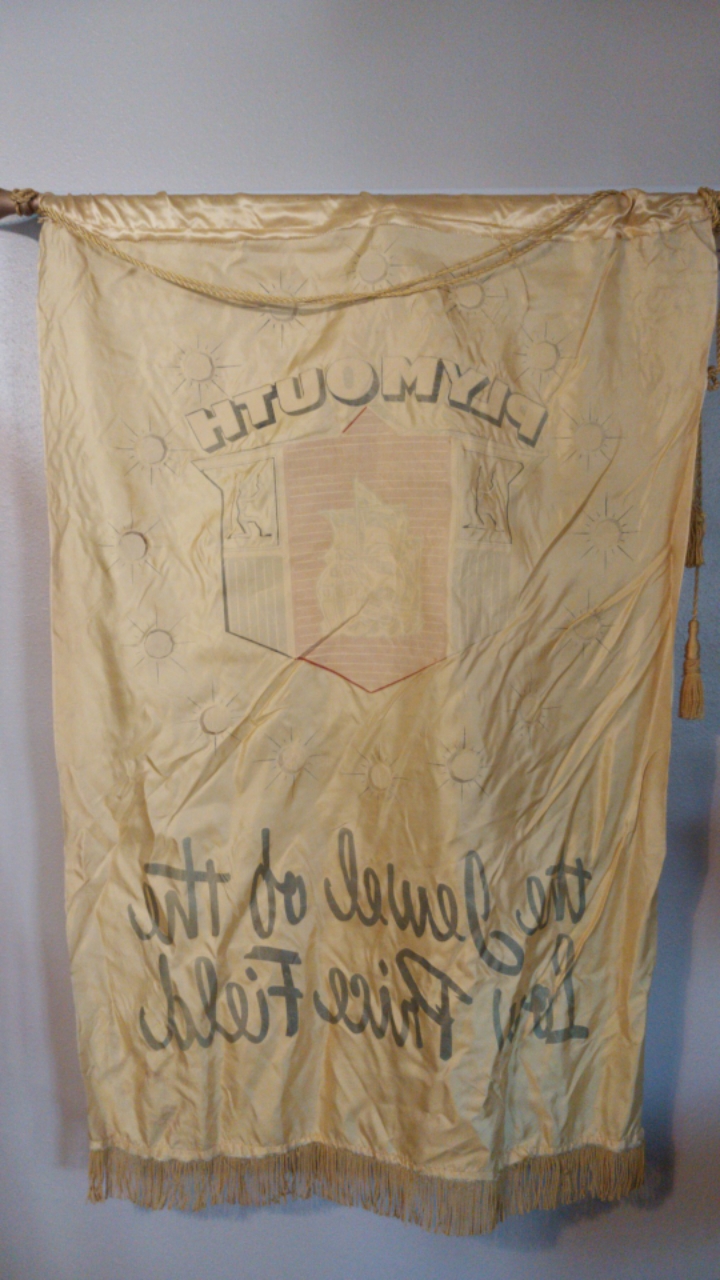 PLYMOUTH
the Jewel of the
Low Price Field